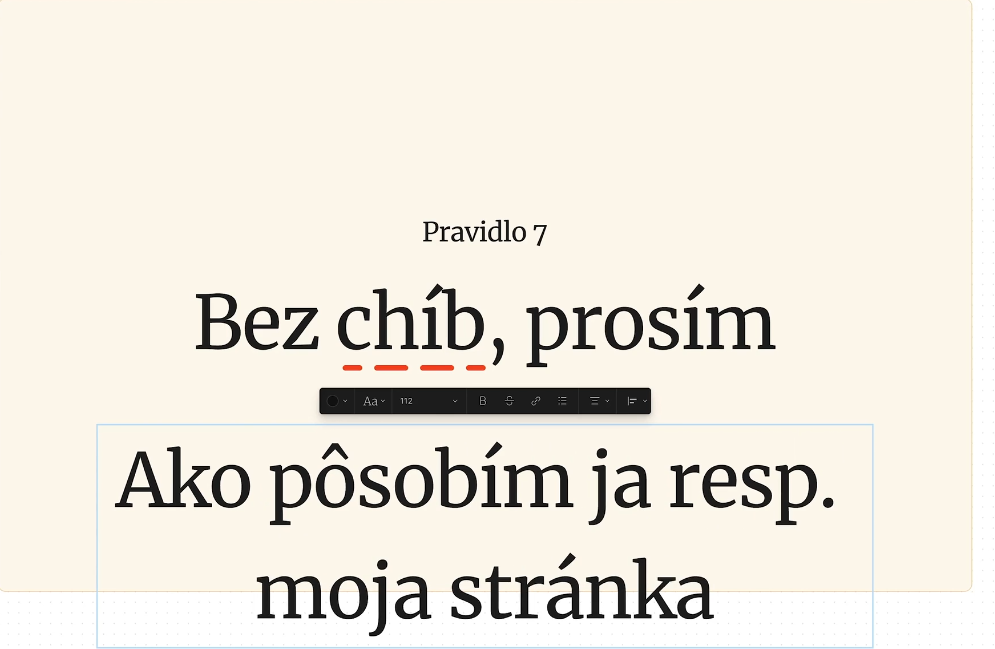 Pravidlo 7
Bez chíb, prosím
Aa 112 B S
Ako pôsobím ja resp.
moja stránka